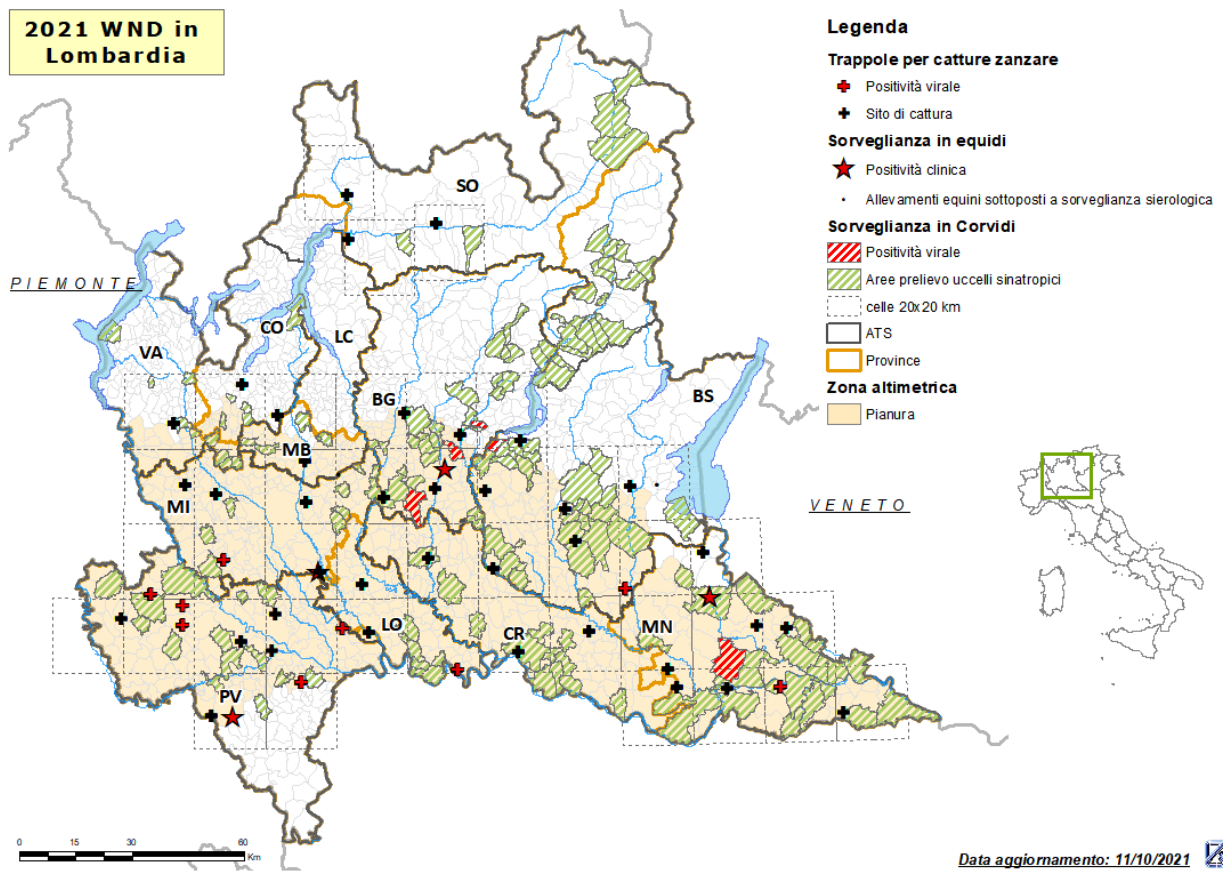 2021 WND in
Lombardia
Legenda
Trappole per catture zanzare
Positività virale
Sito di cattura
Sorveglianza in equidi
Positività clinica
Allevamenti equini sottoposti a sorveglianza sierologica
Sorveglianza in Corvidi
Positività virale
Aree prelievo uccelli sinatropici
celle 20x20 km
ATS
Province
Zona altimetrica
Pianura
SO
PIEMONTE
CO
LC
VA
BG
BS
MB
MI
VENETO
LO
CR
MN
PV
0 15 30 60
Km
Data aggiornamento: 11/10/2021